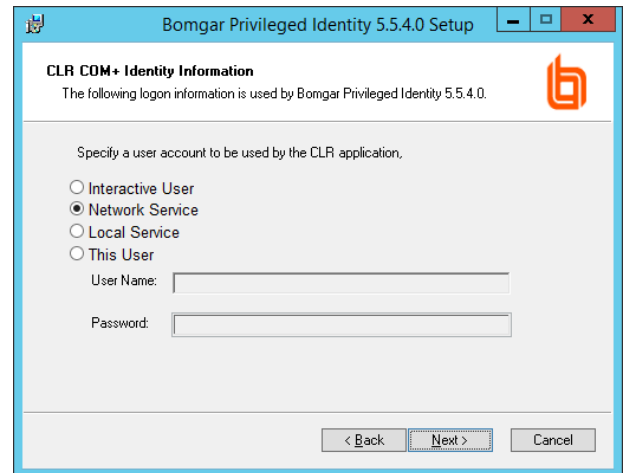 Bomgar Privileged Identity 5.5.4.0 Setup
CLR COM+ Identity Information
The following logon information is used by Bomgar Privileged Identity 5.5.4.0.
Specify a user account to be used by the CLR application,
Interactive User
Network Service
Local Service
This User
User Name:
Password:
< Back Next > Cancel